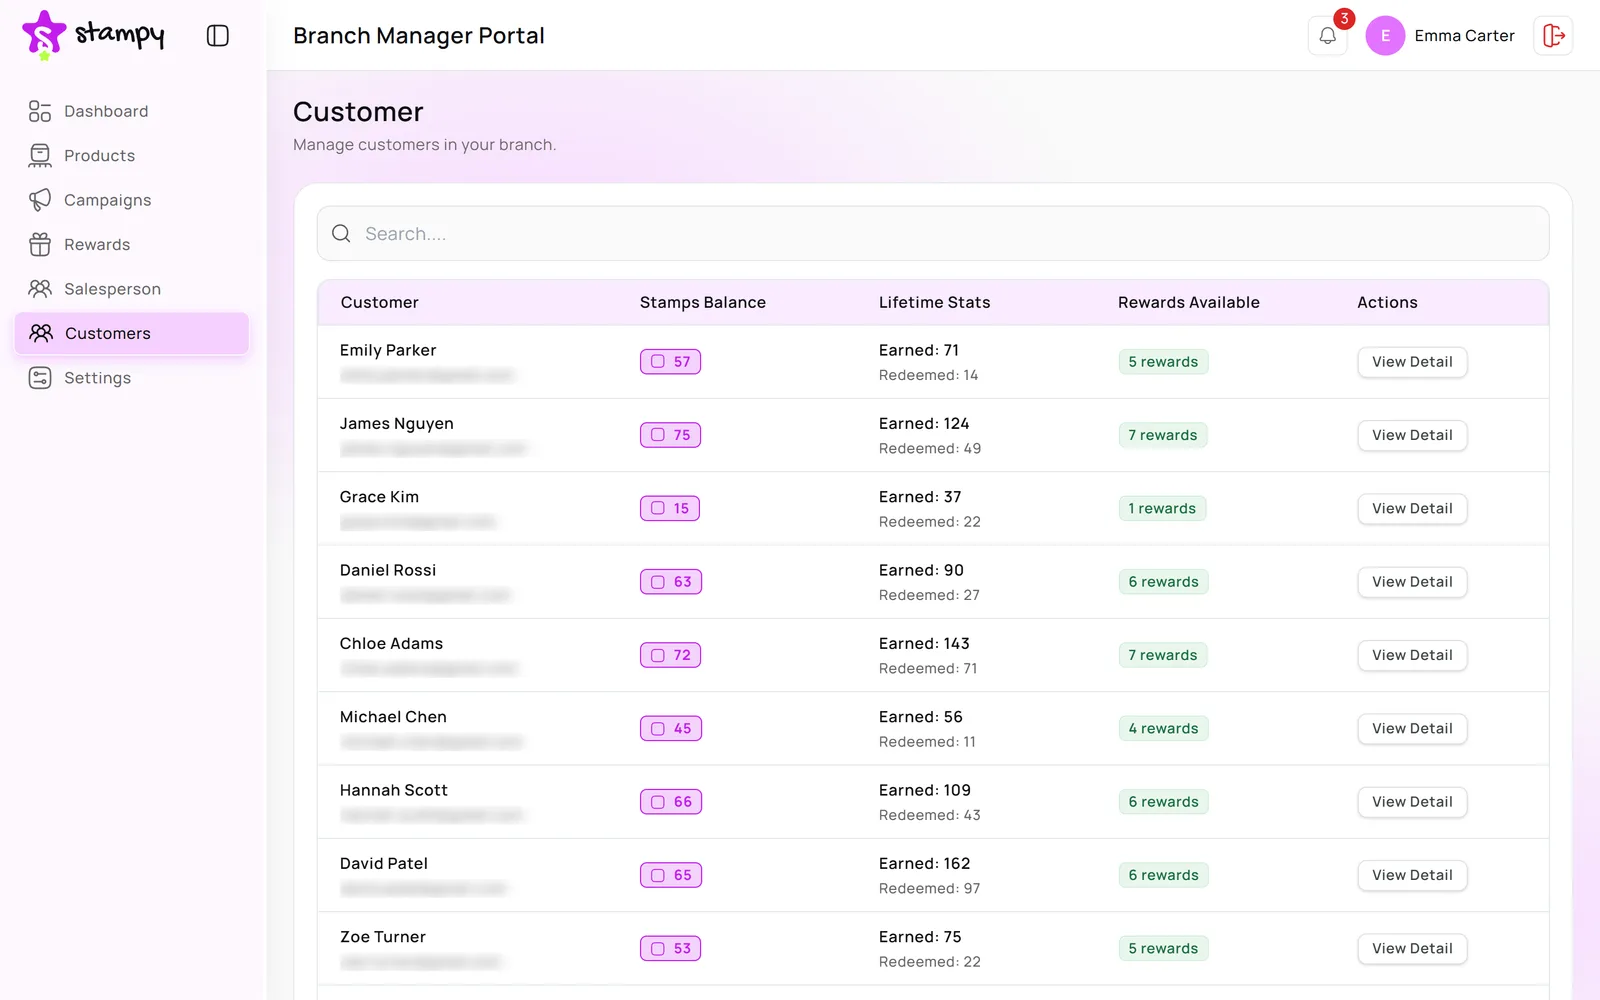 stampy
Branch Manager Portal
3
E
Emma Carter
Dashboard
Products
Campaigns
Rewards
Salesperson
Customers
Settings
Customer
Manage customers in your branch.
Search....
Customer Stamps Balance Lifetime Stats Rewards Available Actions
Emily Parker
57
Earned: 71
Redeemed: 14
5 rewards
View Detail
James Nguyen
75
Earned: 124
Redeemed: 49
7 rewards
View Detail
Grace Kim
15
Earned: 37
Redeemed: 22
1 rewards
View Detail
Daniel Rossi
63
Earned: 90
Redeemed: 27
6 rewards
View Detail
Chloe Adams
72
Earned: 143
Redeemed: 71
7 rewards
View Detail
Michael Chen
45
Earned: 56
Redeemed: 11
4 rewards
View Detail
Hannah Scott
66
Earned: 109
Redeemed: 43
6 rewards
View Detail
David Patel
65
Earned: 162
Redeemed: 97
6 rewards
View Detail
Zoe Turner
53
Earned: 75
Redeemed: 22
5 rewards
View Detail